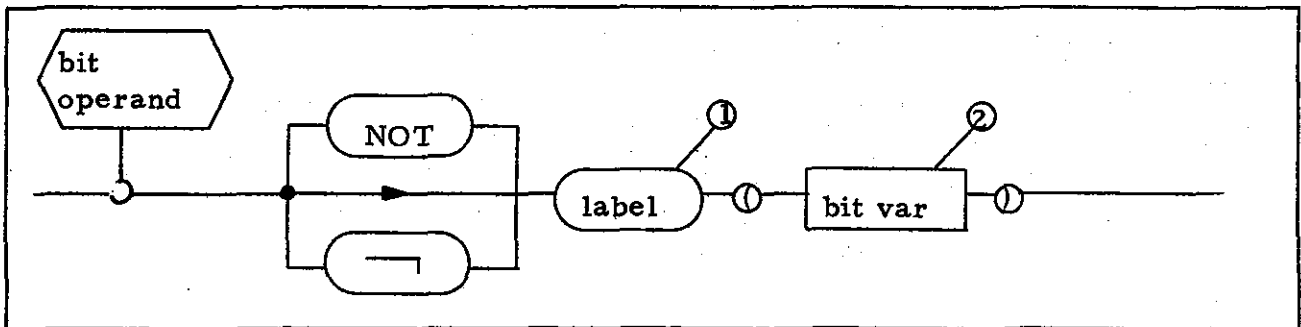 bit
operand
NOT
label
1
(
bit var
2
)
¬